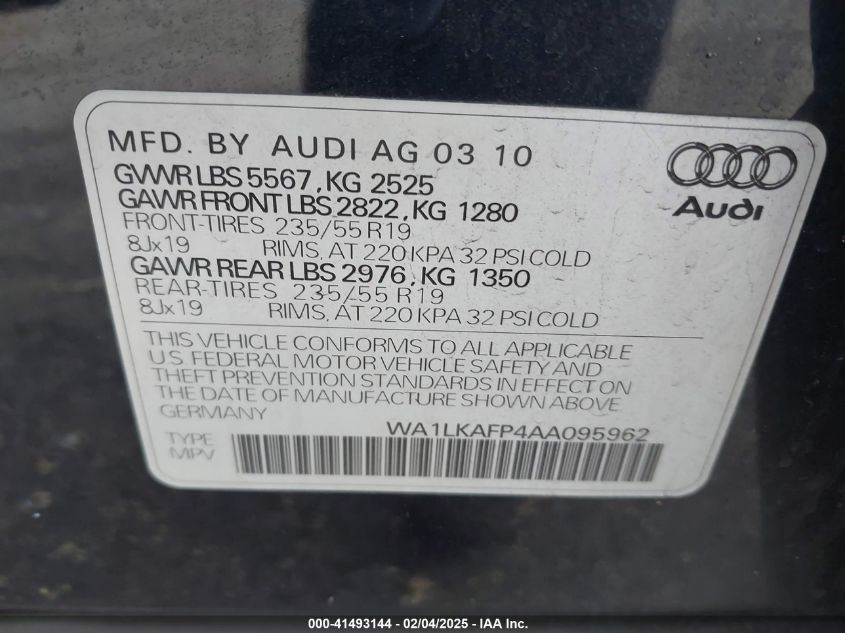 MFD. BY AUDI AG 03 10
GVWR LBS 5567, KG 2525
GAWR FRONT LBS 2822, KG 1280
FRONT-TIRES 235/55 R19
8Jx19 RIMS, AT 220 KPA 32 PSI COLD
GAWR REAR LBS 2976, KG 1350
REAR-TIRES 235/55 R19
8Jx19 RIMS, AT 220 KPA 32 PSI COLD
Audi
THIS VEHICLE CONFORMS TO ALL APPLICABLE
US FEDERAL MOTOR VEHICLE SAFETY AND
THEFT PREVENTION STANDARDS IN EFFECT ON
THE DATE OF MANUFACTURE SHOWN ABOVE
GERMANY
WA1LKAFP4AA095962
TYPE
MPV
000-41493144 - 02/04/2025 - IAA Inc.